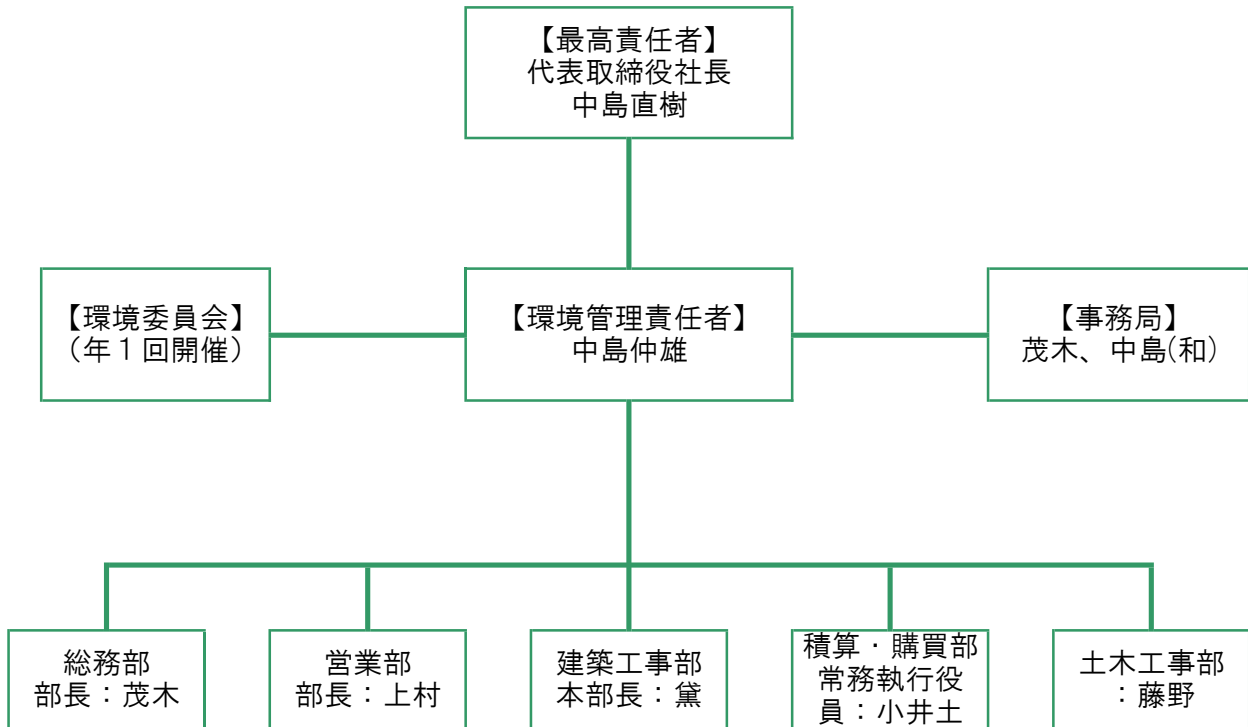 【最高責任者】
代表取締役社長
中島直樹
【環境委員会】
（年１回開催）
【環境管理責任者】
中島仲雄
【事務局】
茂木、中島(和)
総務部
部長：茂木
営業部
部長：上村
建築工事部
本部長：黛
積算・購買部
常務執行役
員：小井土
土木工事部
：藤野